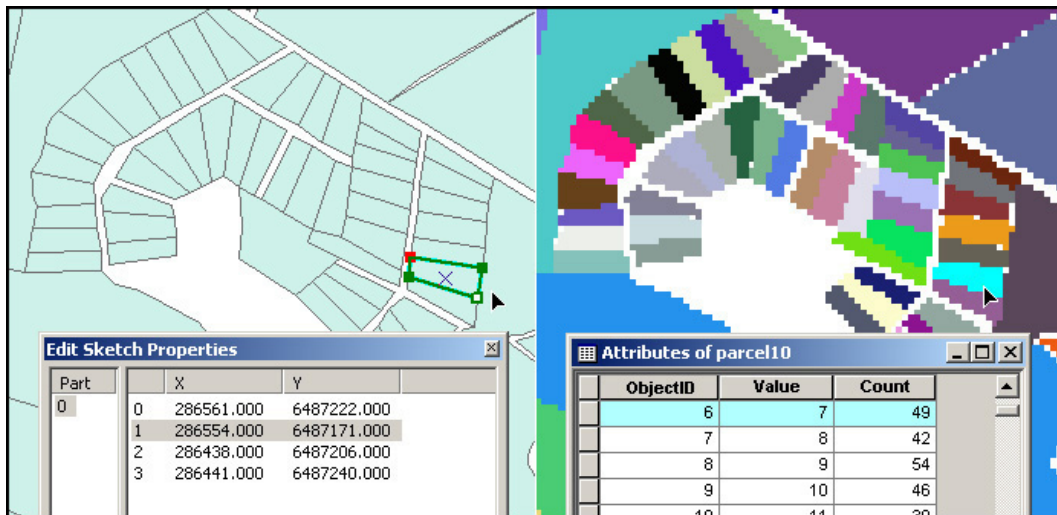 Edit Sketch Properties
Part
0
X Y
0 286561.000 6487222.000
1 286554.000 6487171.000
2 286438.000 6487206.000
3 286441.000 6487240.000
Attributes of parcel10
ObjectID Value Count
6 7 49
7 8 42
8 9 54
9 10 46